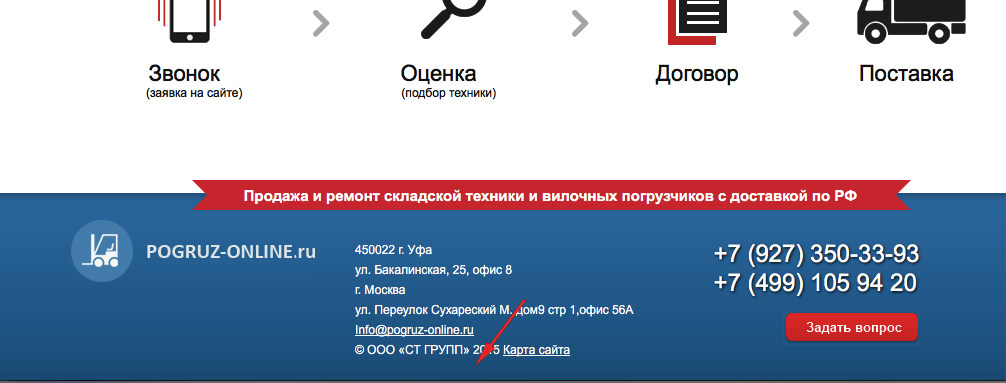 Звонок
(заявка на сайте)
Оценка
(подбор техники)
Договор
Поставка
Продажа и ремонт складской техники и вилочных погрузчиков с доставкой по РФ
POGRUZ-ONLINE.ru
450022 г. Уфа
ул. Бакалинская, 25, офис 8
г. Москва
ул. Переулок Сухареский М. дом9 стр 1,офис 56А
Info@pogruz-online.ru
© ООО «СТ ГРУПП» 2015 Карта сайта
+7 (927) 350-33-93
+7 (499) 105 94 20
Задать вопрос